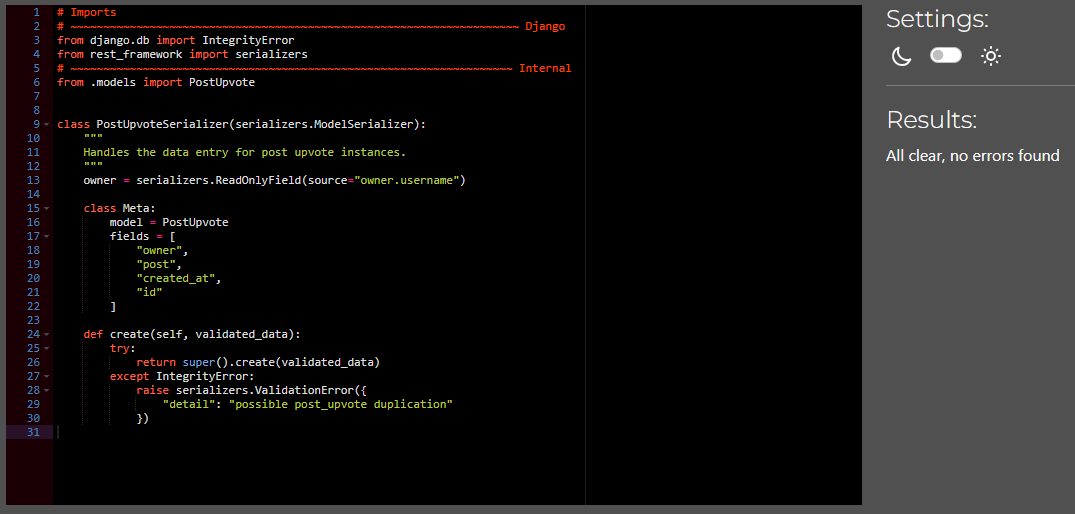 1 # Imports
2 # ~~~~~~~~~~~~~~~~~~~~~~~~~~~~~~~~~~~~~~~~~~~~~~~~~~~~~~~~~~~~~~~~~~~~ Django
3 from django.db import IntegrityError
4 from rest_framework import serializers
5 # ~~~~~~~~~~~~~~~~~~~~~~~~~~~~~~~~~~~~~~~~~~~~~~~~~~~~~~~~~~~~~~~~~~~ Internal
6 from .models import PostUpvote
7
8
9 class PostUpvoteSerializer(serializers.ModelSerializer):
10     """
11     Handles the data entry for post upvote instances.
12     """
13     owner = serializers.ReadOnlyField(source="owner.username")
14
15     class Meta:
16         model = PostUpvote
17         fields = [
18             "owner",
19             "post",
20             "created_at",
21             "id"
22         ]
23
24     def create(self, validated_data):
25         try:
26             return super().create(validated_data)
27         except IntegrityError:
28             raise serializers.ValidationError({
29                 "detail": "possible post_upvote duplication"
30             })
31
Settings:
Results:
All clear, no errors found